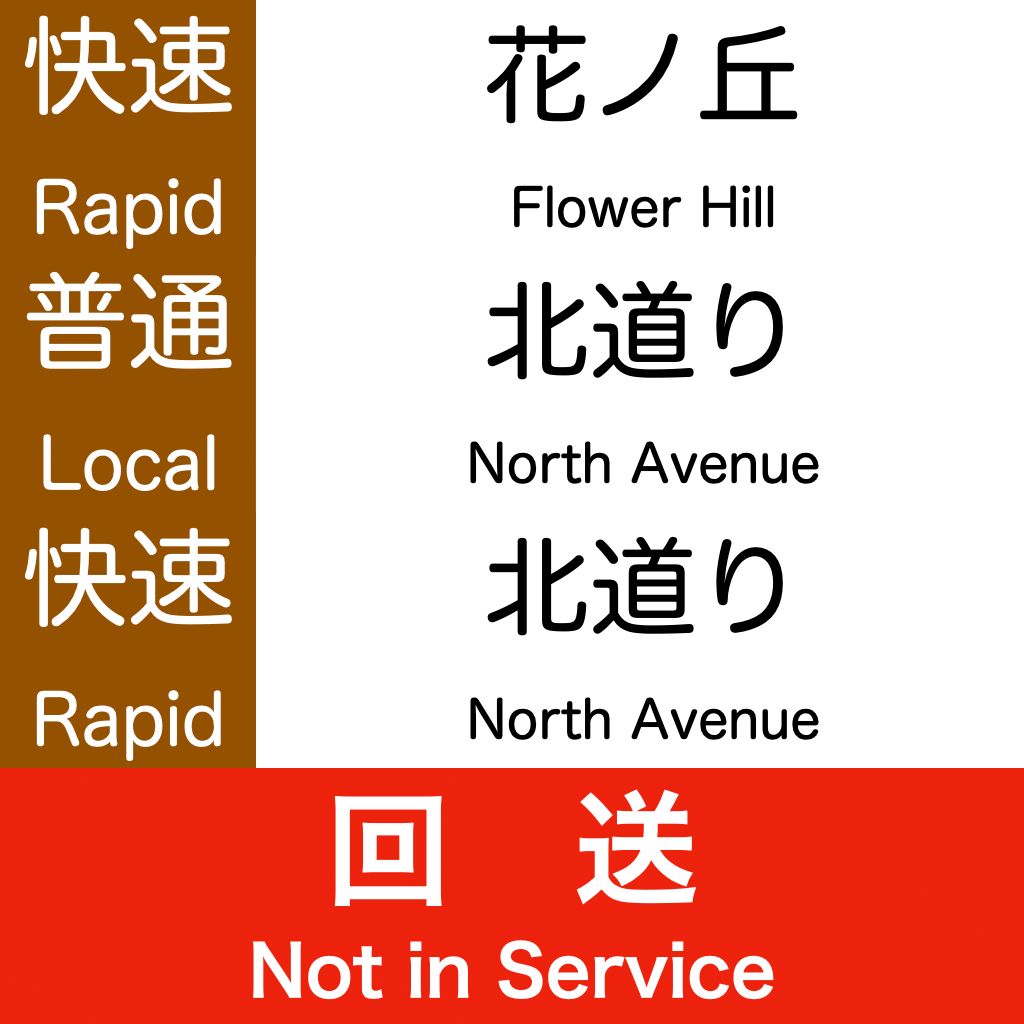 快速 花ノ丘
Rapid Flower Hill
普通 北道り
Local North Avenue
快速 北道り
Rapid North Avenue
回 送
Not in Service